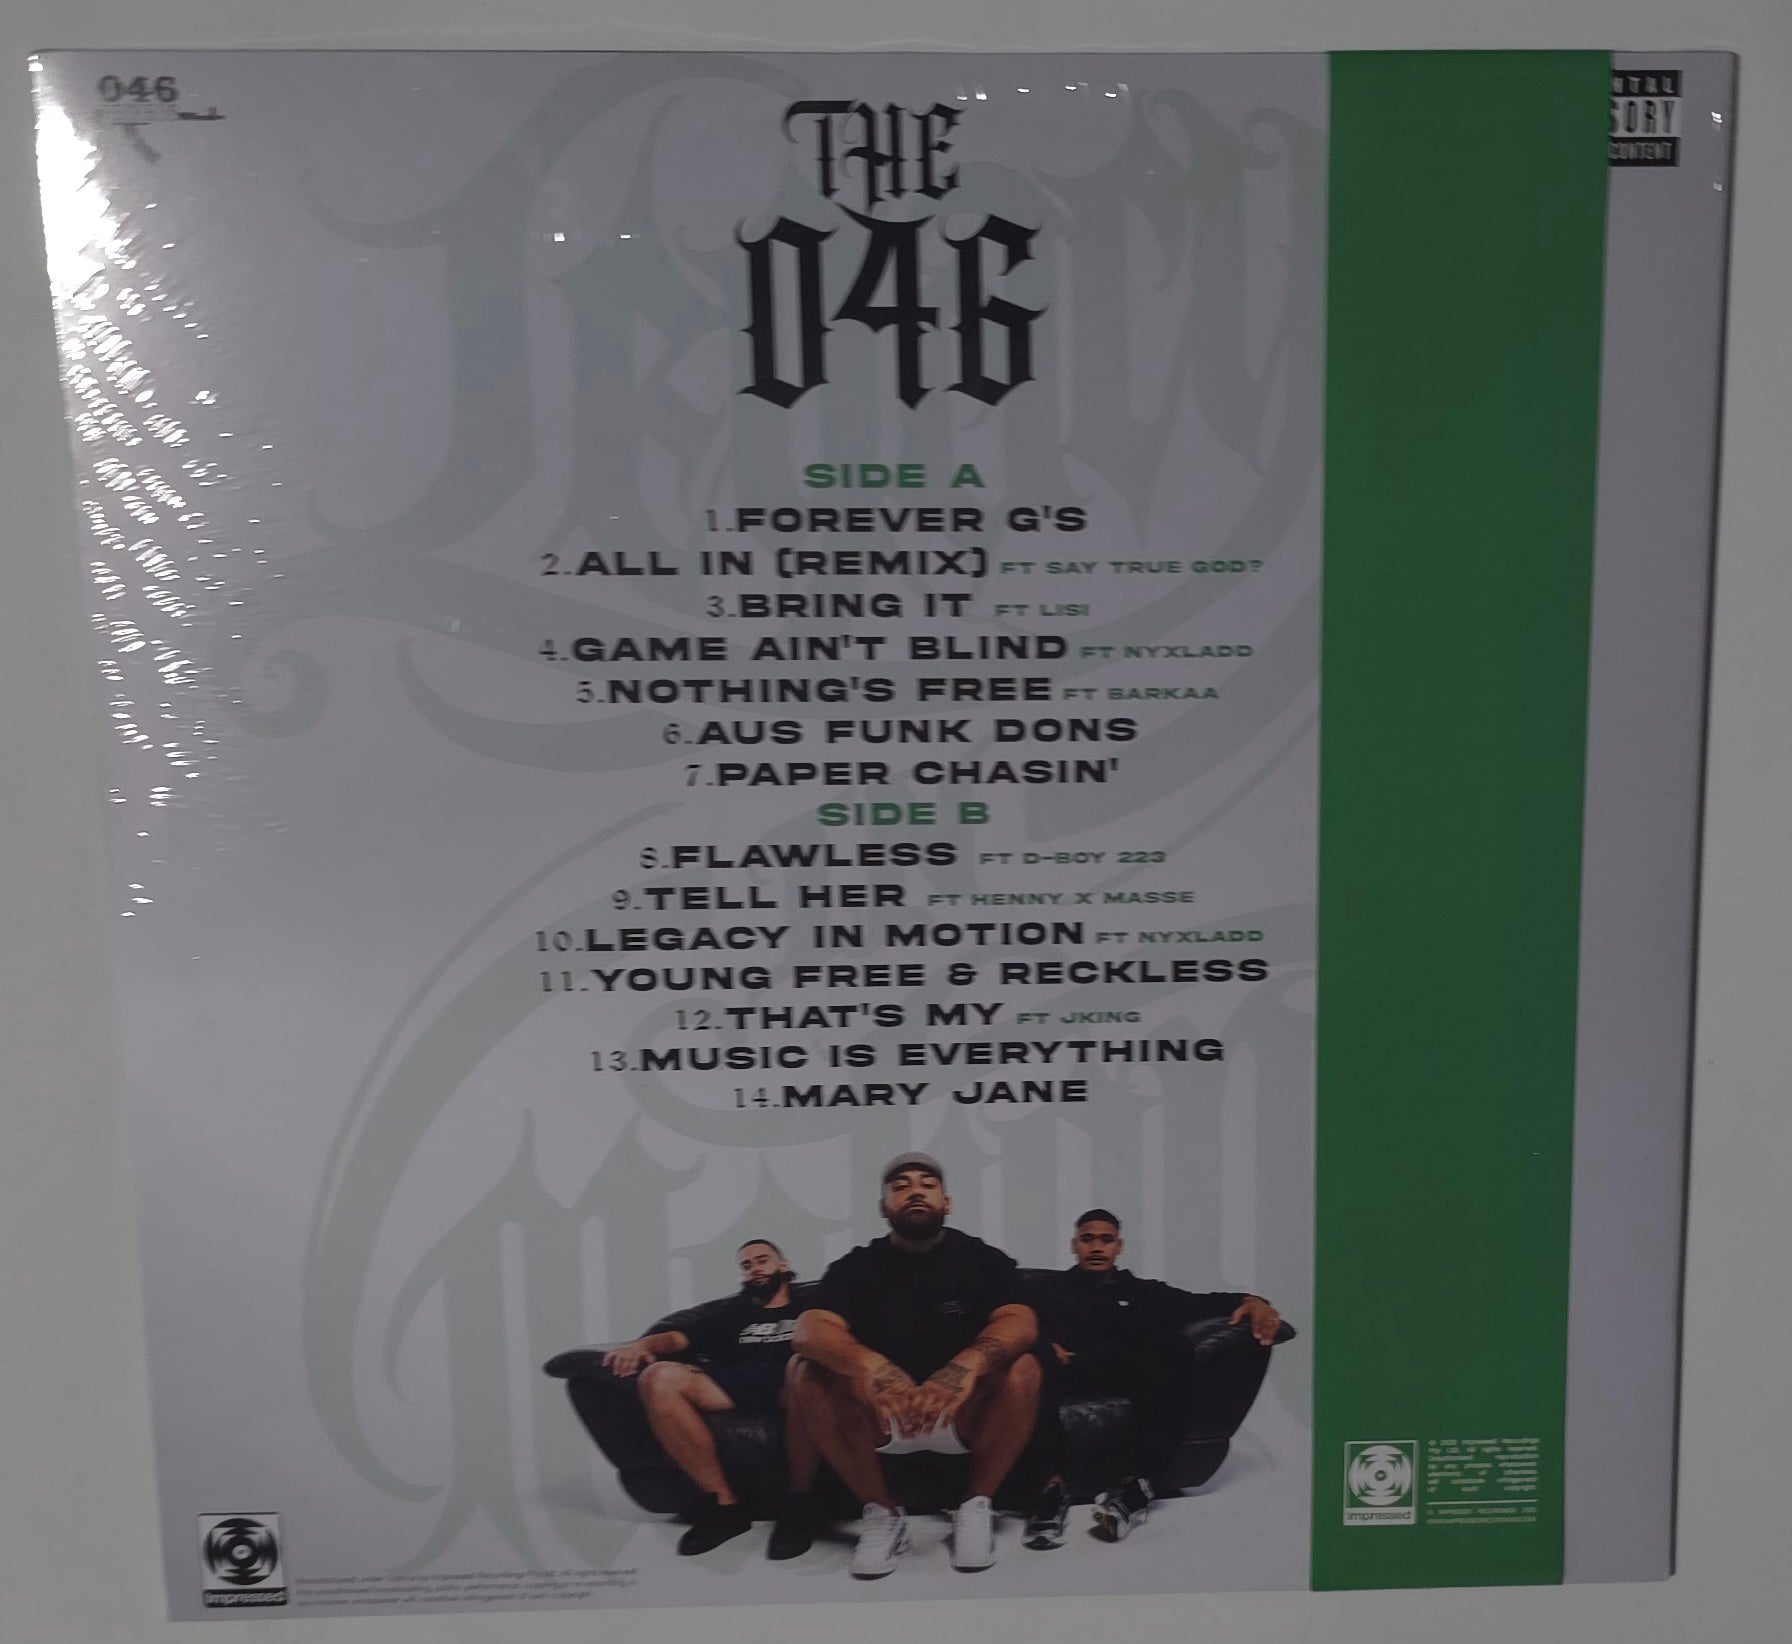 046
THE
046
NTAL
SORY
CONTENT
SIDE A
1.FOREVER G'S
2.ALL IN (REMIX) FT SAY TRUE GOD?
3.BRING IT FT LISI
4.GAME AIN'T BLIND FT NYXLADD
5.NOTHING'S FREE FT BARKAA
6.AUS FUNK DONS
7.PAPER CHASIN'
SIDE B
8.FLAWLESS FT D-BOY 223
9.TELL HER FT HENNY X MASSE
10.LEGACY IN MOTION FT NYXLADD
11.YOUNG FREE & RECKLESS
12.THAT'S MY FT JKING
13.MUSIC IS EVERYTHING
14.MARY JANE
Impressed
Impressed